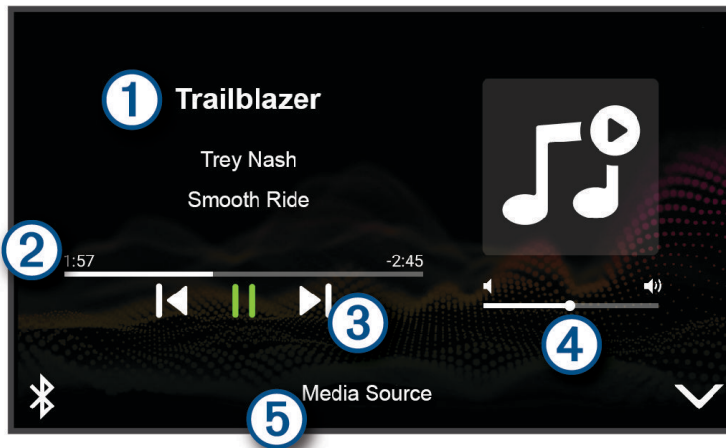 1 Trailblazer
Trey Nash
Smooth Ride
2
1:57 -2:45
3
4
Media Source
5